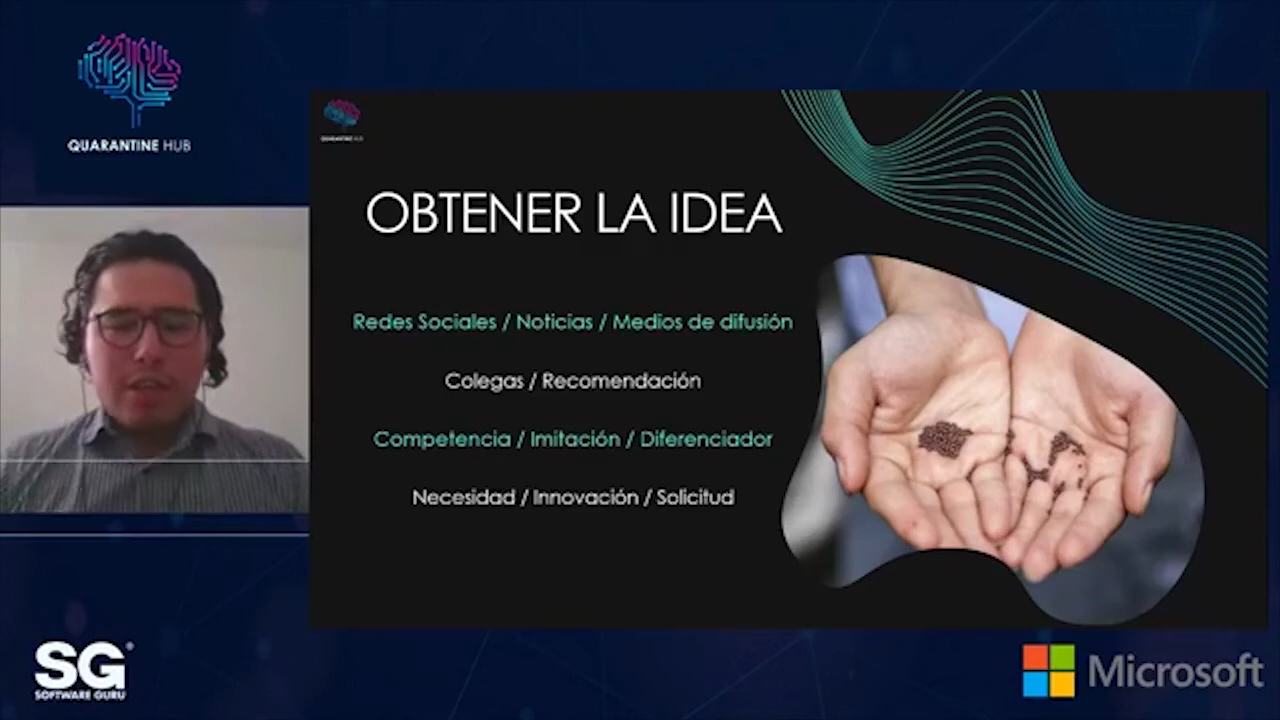 QUARANTINE HUB
QUARANTINE HUB
OBTENER LA IDEA
Redes Sociales / Noticias / Medios de difusión
Colegas / Recomendación
Competencia / Imitación / Diferenciador
Necesidad / Innovación / Solicitud
SG®
SOFTWARE GURU
Microsoft